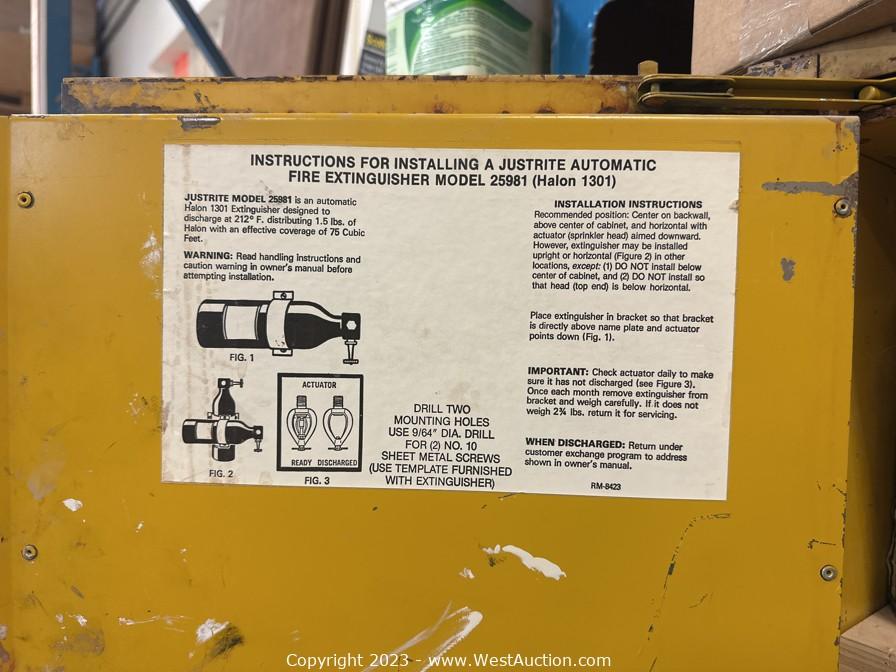 INSTRUCTIONS FOR INSTALLING A JUSTRITE AUTOMATIC
FIRE EXTINGUISHER MODEL 25981 (Halon 1301)
JUSTRITE MODEL 25981 is an automatic
Halon 1301 Extinguisher designed to
discharge at 212° F. distributing 1.5 lbs. of
Halon with an effective coverage of 75 Cubic
Feet.
WARNING: Read handling instructions and
caution warning in owner's manual before
attempting installation.
FIG. 1
FIG. 2
ACTUATOR
READY DISCHARGED
FIG. 3
DRILL TWO
MOUNTING HOLES
USE 9/64" DIA. DRILL
FOR (2) NO. 10
SHEET METAL SCREWS
(USE TEMPLATE FURNISHED
WITH EXTINGUISHER)
INSTALLATION INSTRUCTIONS
Recommended position: Center on backwall,
above center of cabinet, and horizontal with
actuator (sprinkler head) aimed downward.
However, extinguisher may be installed
upright or horizontal (Figure 2) in other
locations, except: (1) DO NOT install below
center of cabinet, and (2) DO NOT install so
that head (top end) is below horizontal.
Place extinguisher in bracket so that bracket
is directly above name plate and actuator
points down (Fig. 1).
IMPORTANT: Check actuator daily to make
sure it has not discharged (see Figure 3).
Once each month remove extinguisher from
bracket and weigh carefully. If it does not
weigh 2¾ lbs. return it for servicing.
WHEN DISCHARGED: Return under
customer exchange program to address
shown in owner's manual.
RM-8423
Copyright 2023 - www.WestAuction.com